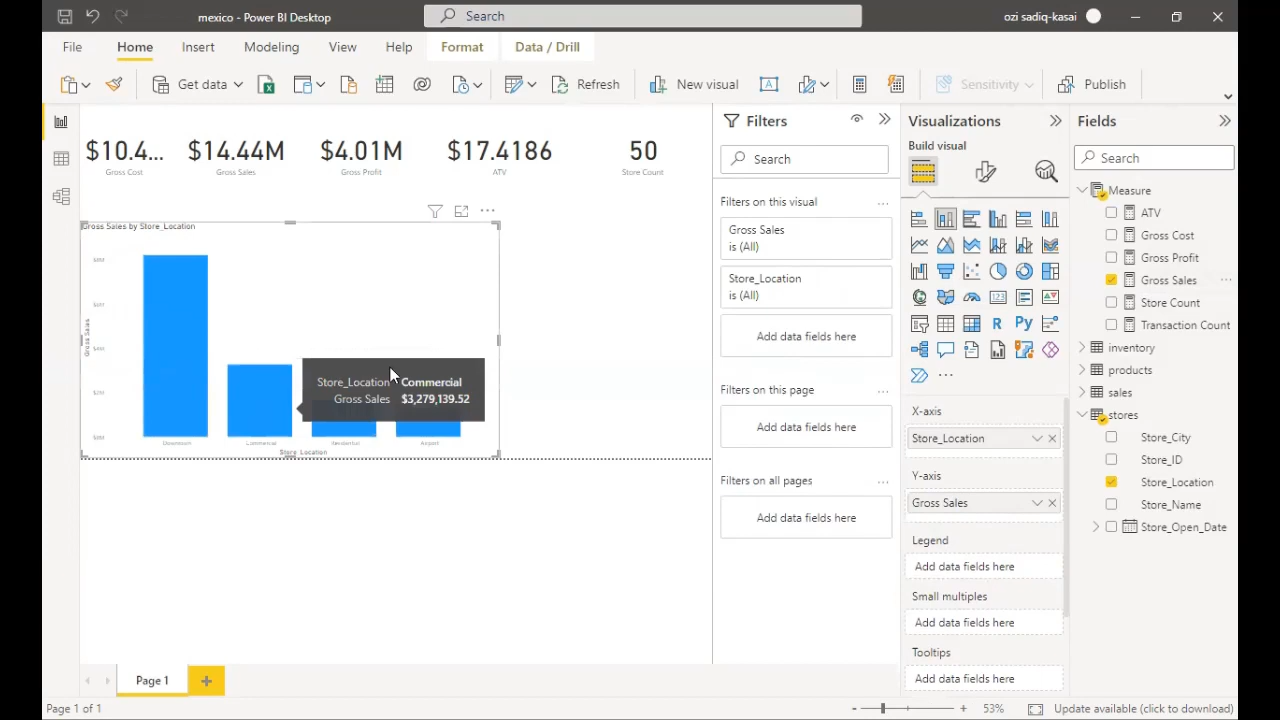 mexico - Power BI Desktop
Search
ozi sadiq-kasai
File Home Insert Modeling View Help Format Data / Drill
Get data
Refresh
New visual
Sensitivity
Publish
$10.4...
Gross Cost
$14.44M
Gross Sales
$4.01M
Gross Profit
$17.4186
ATV
50
Store Count
Gross Sales by Store_Location
Gross Sales
Downtown
Commercial
Residential
Airport
Store_Location
Store_Location Commercial
Gross Sales $3,279,139.52
Filters
Search
Filters on this visual
...
Gross Sales
is (All)
Store_Location
is (All)
Add data fields here
Filters on this page
...
Add data fields here
Filters on all pages
...
Add data fields here
Visualizations
Build visual
R
Py
...
X-axis
Store_Location
Y-axis
Gross Sales
Legend
Add data fields here
Small multiples
Add data fields here
Tooltips
Add data fields here
Fields
Search
Measure
ATV
Gross Cost
Gross Profit
Gross Sales
...
Store Count
Transaction Count
inventory
products
sales
stores
Store_City
Store_ID
Store_Location
Store_Name
Store_Open_Date
Page 1
+
Page 1 of 1
- + 53%
Update available (click to download)